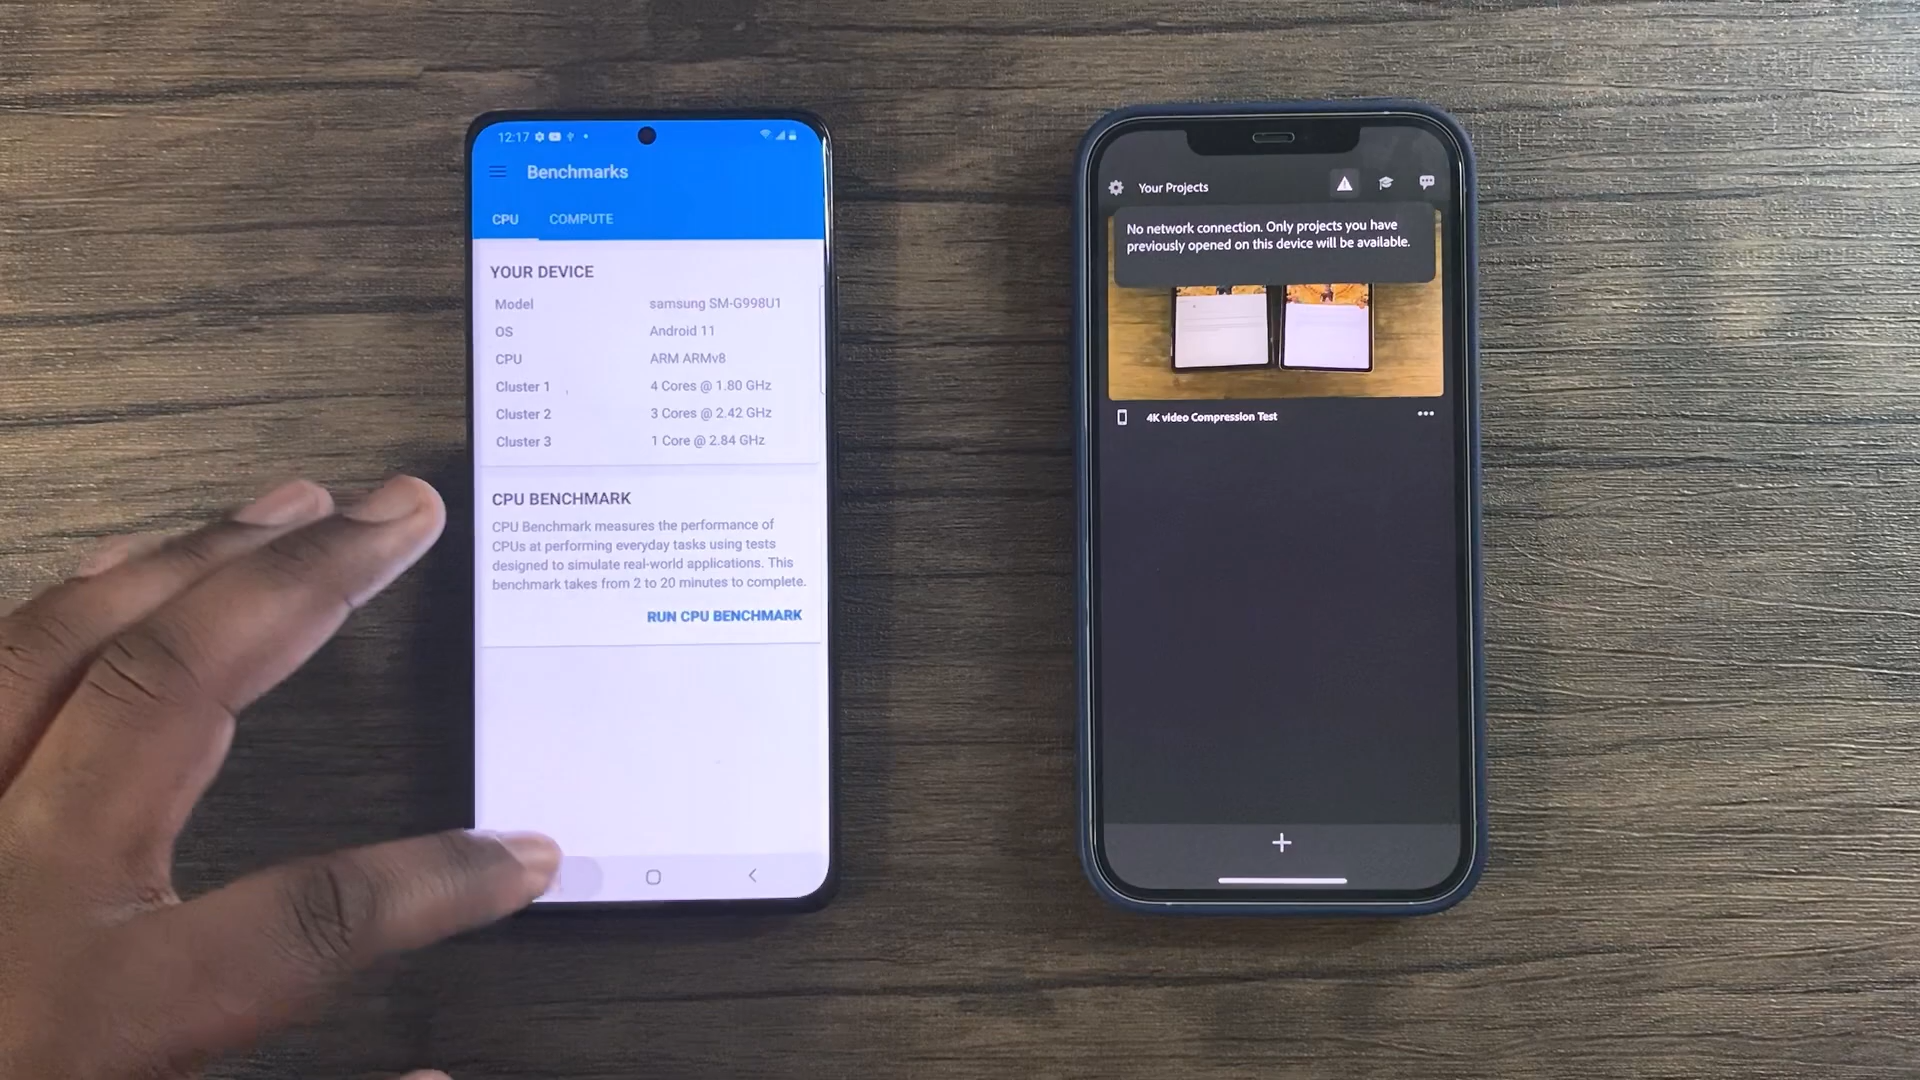 12:17
Benchmarks
CPU COMPUTE
YOUR DEVICE
Model samsung SM-G998U1
OS Android 11
CPU ARM ARMv8
Cluster 1 4 Cores @ 1.80 GHz
Cluster 2 3 Cores @ 2.42 GHz
Cluster 3 1 Core @ 2.84 GHz
CPU BENCHMARK
CPU Benchmark measures the performance of
CPUs at performing everyday tasks using tests
designed to simulate real-world applications. This
benchmark takes from 2 to 20 minutes to complete.
RUN CPU BENCHMARK
Your Projects
No network connection. Only projects you have
previously opened on this device will be available.
4K video Compression Test